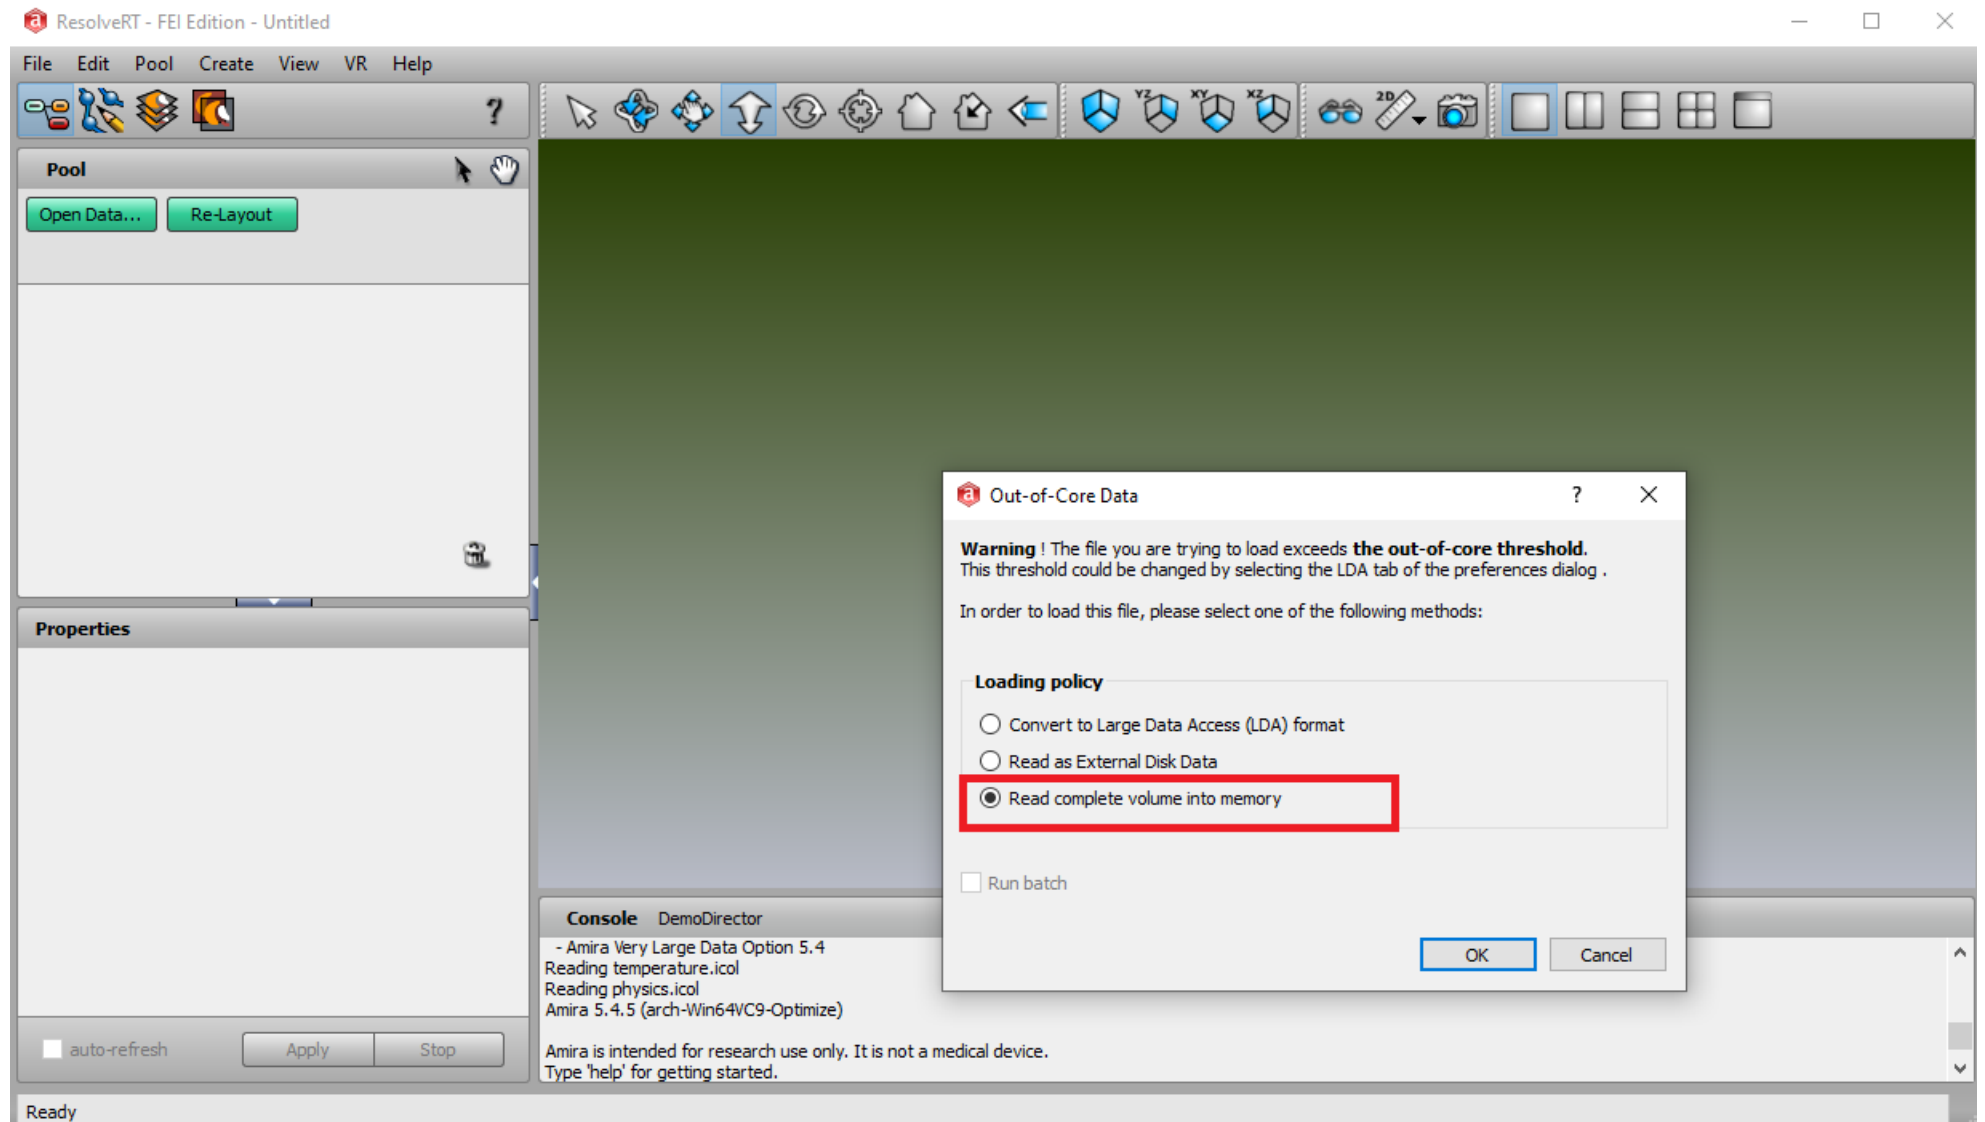 ResolveRT - FEI Edition - Untitled
File Edit Pool Create View VR Help
? YZ XY XZ 2D
Pool
Open Data... Re-Layout
Properties
auto-refresh Apply Stop
Ready
Out-of-Core Data ?
Warning ! The file you are trying to load exceeds the out-of-core threshold.
This threshold could be changed by selecting the LDA tab of the preferences dialog .
In order to load this file, please select one of the following methods:
Loading policy
Convert to Large Data Access (LDA) format
Read as External Disk Data
Read complete volume into memory
Run batch
OK Cancel
Console DemoDirector
- Amira Very Large Data Option 5.4
Reading temperature.icol
Reading physics.icol
Amira 5.4.5 (arch-Win64VC9-Optimize)
Amira is intended for research use only. It is not a medical device.
Type 'help' for getting started.